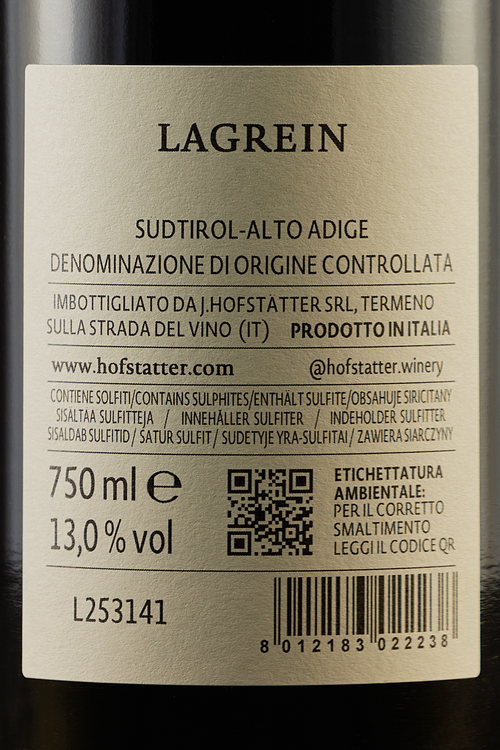 LAGREIN
SUDTIROL-ALTO ADIGE
DENOMINAZIONE DI ORIGINE CONTROLLATA
IMBOTTIGLIATO DA J.HOFSTÄTTER SRL, TERMENO
SULLA STRADA DEL VINO (IT) PRODOTTO IN ITALIA
www.hofstatter.com @hofstatter.winery
CONTIENE SOLFITI/CONTAINS SULPHITES/ENTHÄLT SULFITE/OBSAHUJE SIRICITANY
SISALTAA SULFITTEJA / INNEHÅLLER SULFITER / INDEHOLDER SULFITTER
SISALDAB SULFITID / SATUR SULFIT / SUDETYJE YRA-SULFITAI / ZAWIERA SIARCZYNY
750 ml e
13,0 % vol
ETICHETTATURA
AMBIENTALE:
PER IL CORRETTO
SMALTIMENTO
LEGGI IL CODICE QR
L253141
8 012183 022238